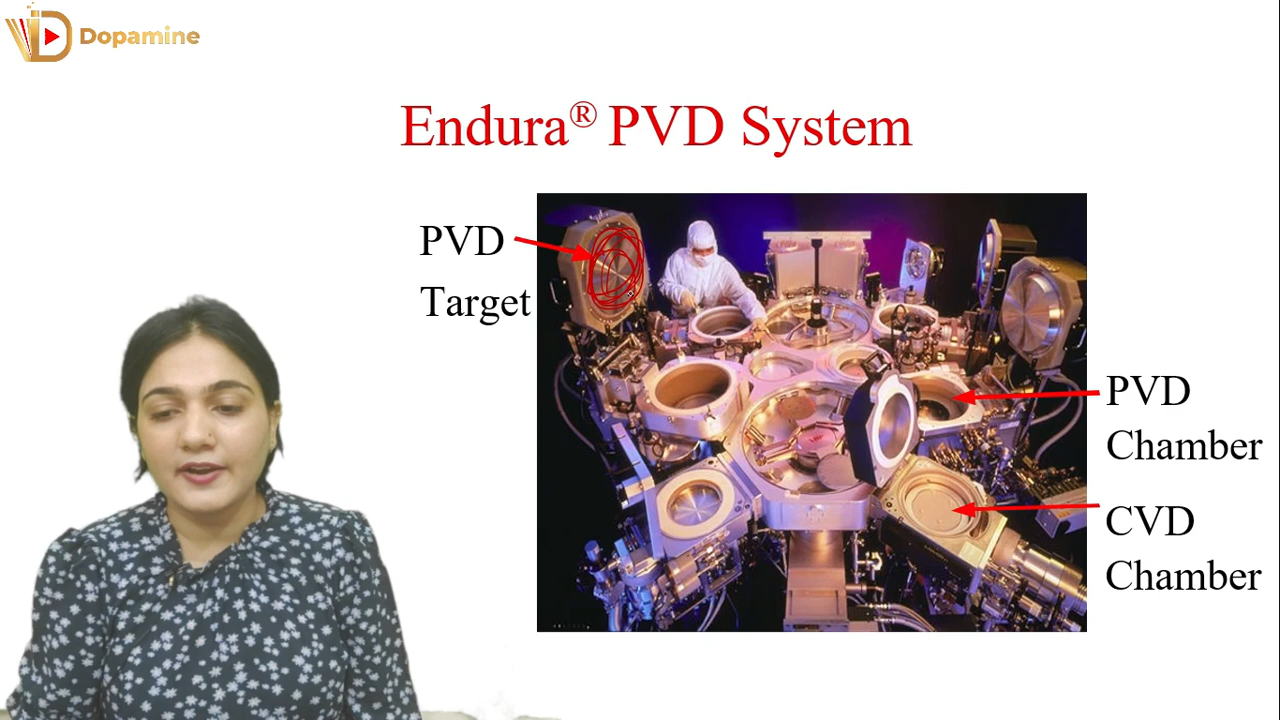 Dopamine
Endura® PVD System
PVD
Target
PVD
Chamber
CVD
Chamber